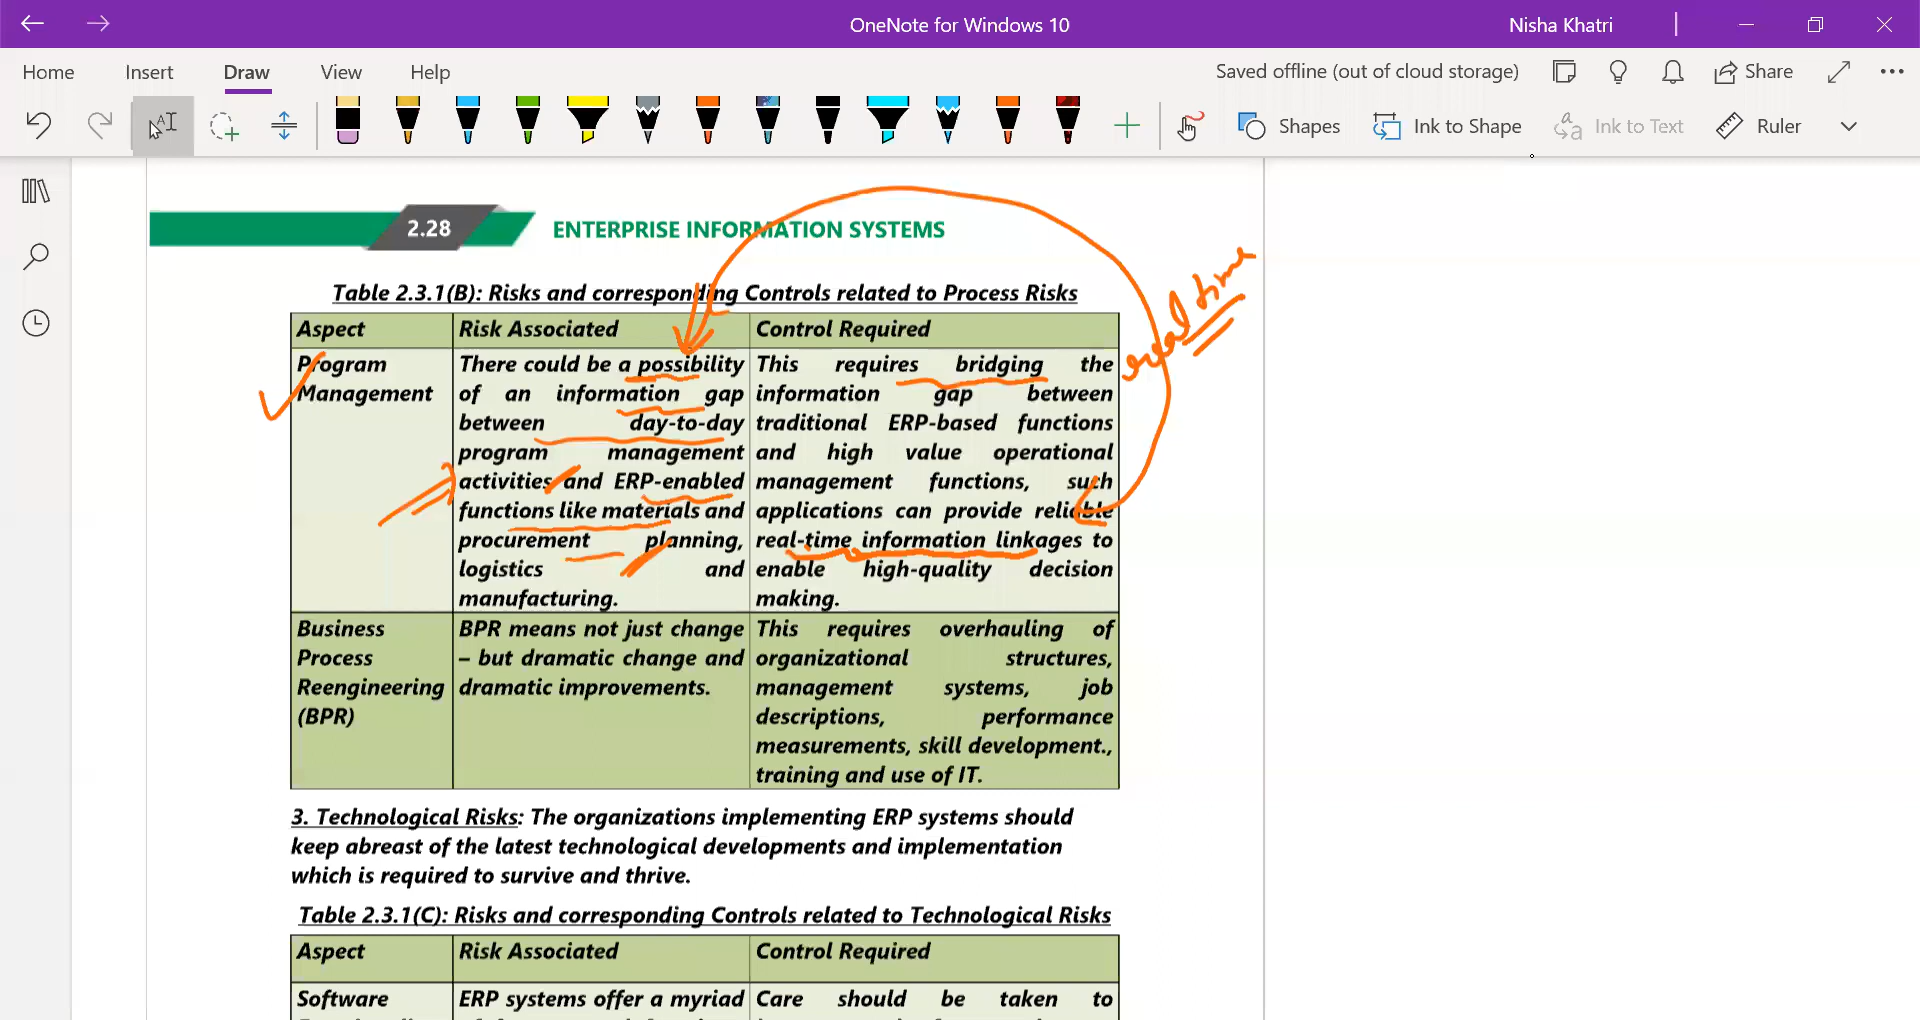 OneNote for Windows 10
Nisha Khatri
Home Insert Draw View Help
Saved offline (out of cloud storage)
Share
Shapes
Ink to Shape
Ink to Text
Ruler
2.28
ENTERPRISE INFORMATION SYSTEMS
real time
Table 2.3.1(B): Risks and corresponding Controls related to Process Risks
Aspect
Risk Associated
Control Required
Program
Management
There could be a possibility
of an information gap
between day-to-day
program management
activities and ERP-enabled
functions like materials and
procurement planning,
logistics and
manufacturing.
This requires bridging the
information gap between
traditional ERP-based functions
and high value operational
management functions, such
applications can provide reliable
real-time information linkages to
enable high-quality decision
making.
Business
Process
Reengineering
(BPR)
BPR means not just change
– but dramatic change and
dramatic improvements.
This requires overhauling of
organizational structures,
management systems, job
descriptions, performance
measurements, skill development.,
training and use of IT.
3. Technological Risks: The organizations implementing ERP systems should
keep abreast of the latest technological developments and implementation
which is required to survive and thrive.
Table 2.3.1(C): Risks and corresponding Controls related to Technological Risks
Aspect
Risk Associated
Control Required
Software
ERP systems offer a myriad
Care should be taken to